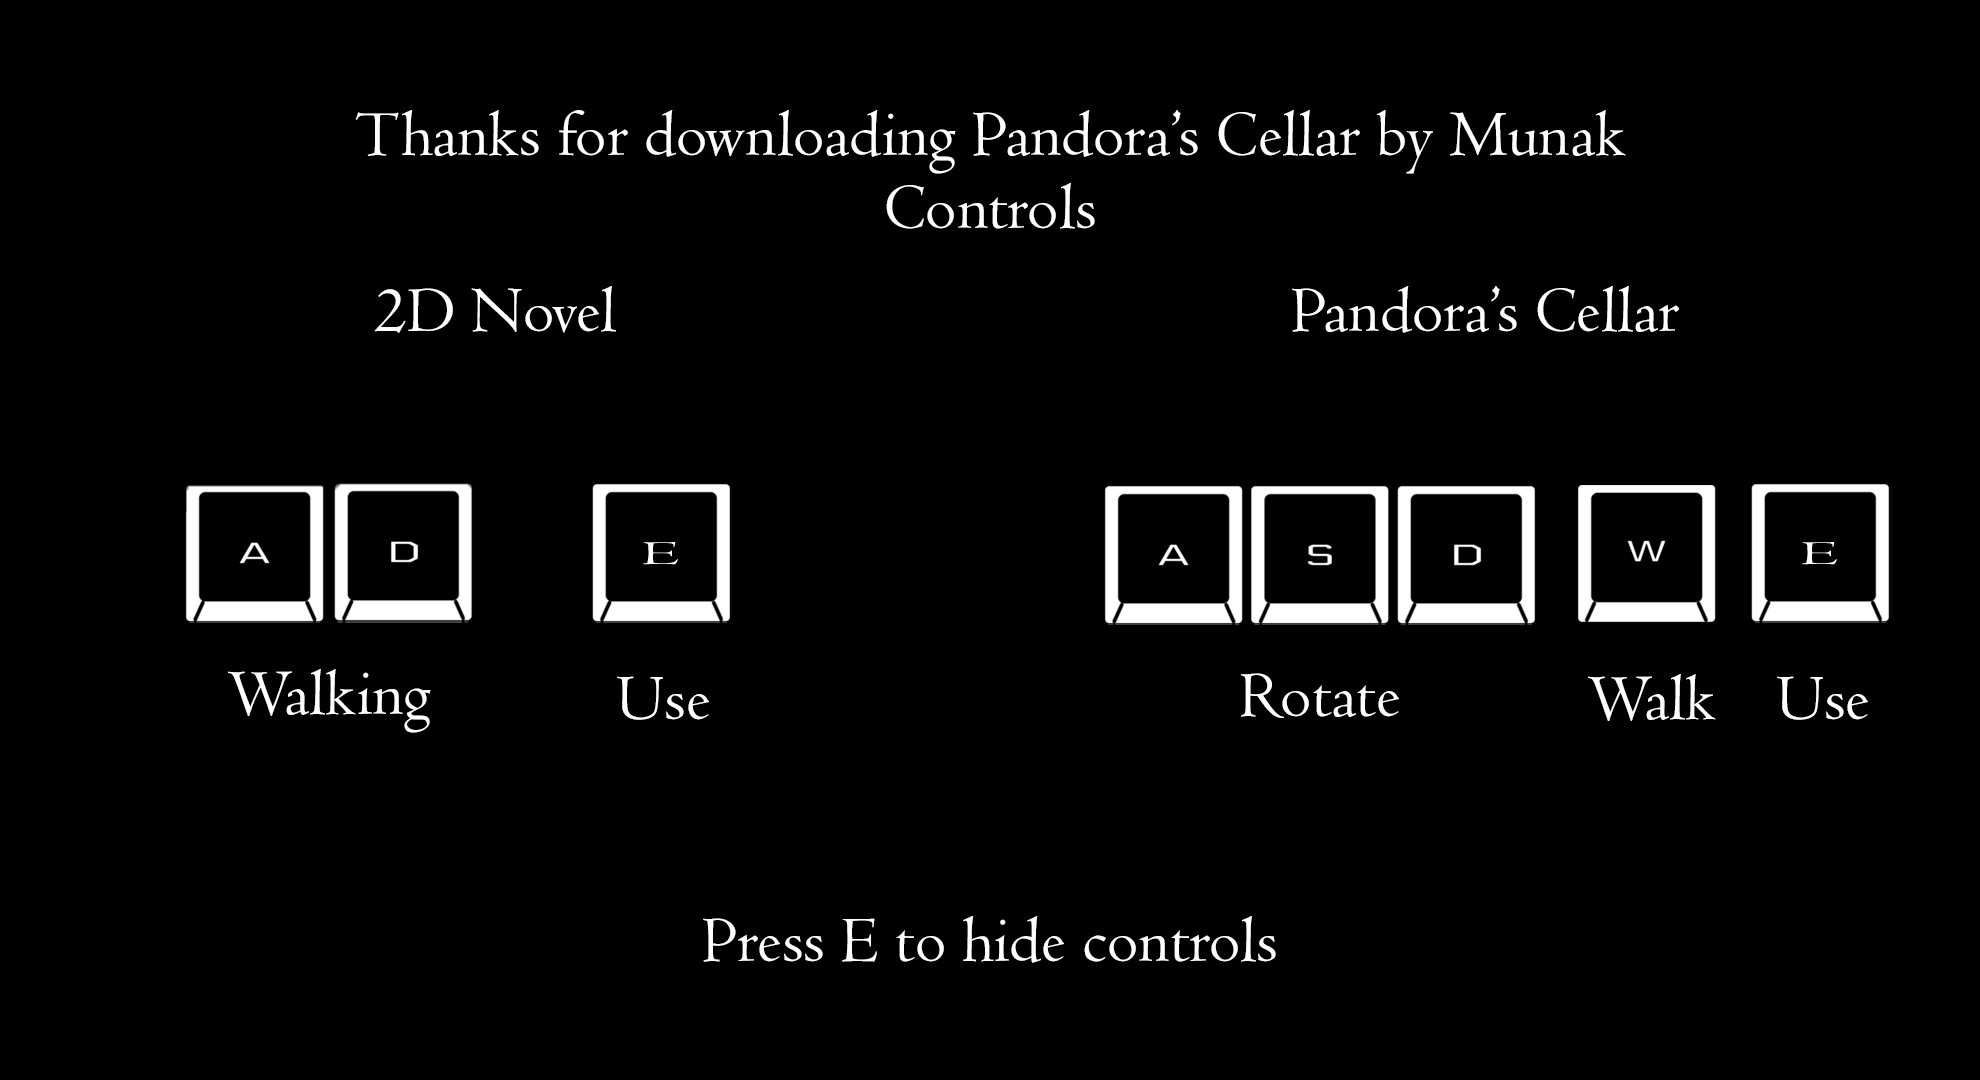 Thanks for downloading Pandora’s Cellar by Munak
Controls
2D Novel
Pandora’s Cellar
A D E
A S D W E
Walking Use
Rotate Walk Use
Press E to hide controls